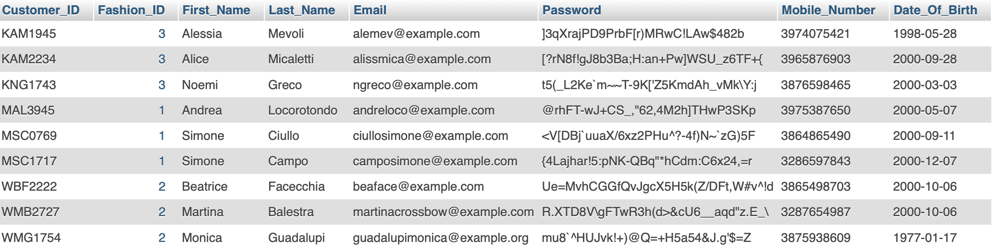 Customer_ID Fashion_ID First_Name Last_Name Email Password Mobile_Number Date_Of_Birth
KAM1945 3 Alessia Mevoli alemev@example.com ]3qXrajPD9PrbF[r)MRwC!LAw$482b 3974075421 1998-05-28
KAM2234 3 Alice Micaletti alissmica@example.com [?rN8f!gJ8b3Ba;H:an+Pw]WSU_z6TF+{ 3965876903 2000-09-28
KNG1743 3 Noemi Greco ngreco@example.com t5(_L2Ke`m~~T-9K['Z5KmdAh_vMk\Y:j 3876598465 2000-03-03
MAL3945 1 Andrea Locorotondo andreloco@example.com @rhFT-wJ+CS_,"62,4M2h]THwP3SKp 3975387650 2000-05-07
MSC0769 1 Simone Ciullo ciullosimone@example.com <V[DBj`uuaX/6xz2PHu^?-4f)N~`zG)5F 3864865490 2000-09-11
MSC1717 1 Simone Campo camposimone@example.com {4Lajhar!5:pNK-QBq"*hCdm:C6x24,=r 3286597843 2000-12-07
WBF2222 2 Beatrice Facecchia beaface@example.com Ue=MvhCGGfQvJgcX5H5k(Z/DFt,W#v^!d 3865498703 2000-10-06
WMB2727 2 Martina Balestra martinacrossbow@example.com R.XTD8V\gFTwR3h(d>&cU6__aqd"z.E_\ 3287654987 2000-10-06
WMG1754 2 Monica Guadalupi guadalupimonica@example.org mu8`^HUJvk!+)@Q=+H5a54&J.g'$=Z 3875938609 1977-01-17